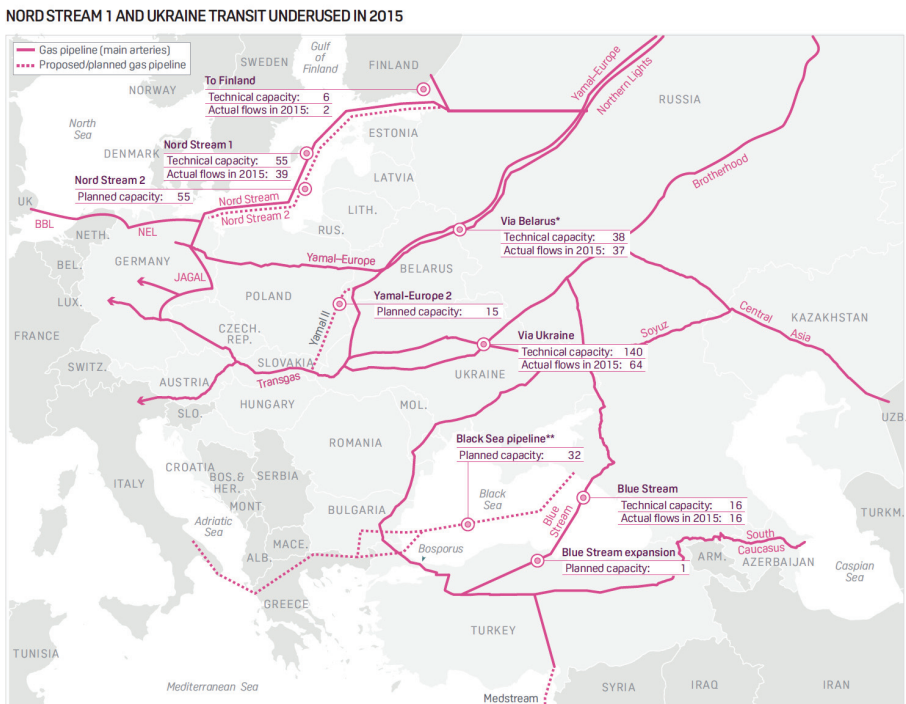 NORD STREAM 1 AND UKRAINE TRANSIT UNDERUSED IN 2015
Gas pipeline (main arteries)
Proposed/planned gas pipeline
Gulf
of
Finland
SWEDEN
FINLAND
NORWAY
RUSSIA
North
Sea
DENMARK
ESTONIA
LATVIA
LITH.
RUS.
UK
NETH.
BEL.
LUX.
GERMANY
POLAND
BELARUS
FRANCE
SWITZ.
CZECH.
REP.
SLOVAKIA
AUSTRIA
SLO.
HUNGARY
UKRAINE
MOL.
ROMANIA
KAZAKHSTAN
UZB.
CROATIA
BOS.&
HER.
SERBIA
MONT
ITALY
BULGARIA
MACE.
ALB.
GREECE
Adriatic
Sea
Black
Sea
Bosporus
TURKM.
ARM.
AZERBAIJAN
Caspian
Sea
TURKEY
TUNISIA
Mediterranean Sea
SYRIA
IRAQ
IRAN
To Finland
Technical capacity: 6
Actual flows in 2015: 2
Nord Stream 1
Technical capacity: 55
Actual flows in 2015: 39
Nord Stream 2
Planned capacity: 55
Via Belarus*
Technical capacity: 38
Actual flows in 2015: 37
Yamal-Europe 2
Planned capacity: 15
Via Ukraine
Technical capacity: 140
Actual flows in 2015: 64
Black Sea pipeline**
Planned capacity: 32
Blue Stream
Technical capacity: 16
Actual flows in 2015: 16
Blue Stream expansion
Planned capacity: 1
Yamal–Europe
Northern Lights
Brotherhood
Nord Stream
Nord Stream 2
BBL
NEL
JAGAL
Yamal–Europe
Yamal II
Transgas
Soyuz
Central
Asia
Blue
Stream
South
Caucasus
Medstream